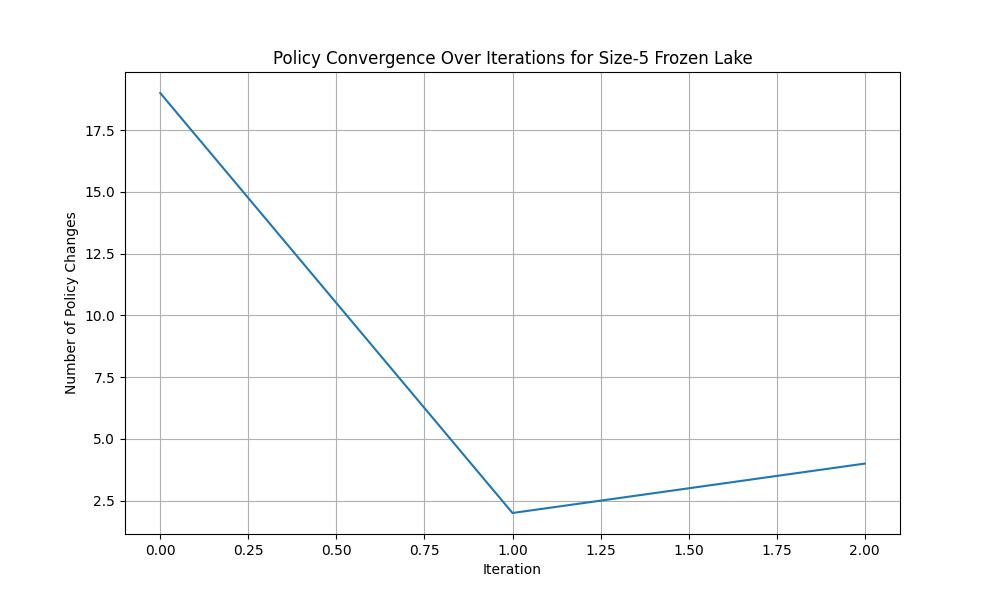 Policy Convergence Over Iterations for Size-5 Frozen Lake
Number of Policy Changes
17.5
15.0
12.5
10.0
7.5
5.0
2.5
0.00 0.25 0.50 0.75 1.00 1.25 1.50 1.75 2.00
Iteration